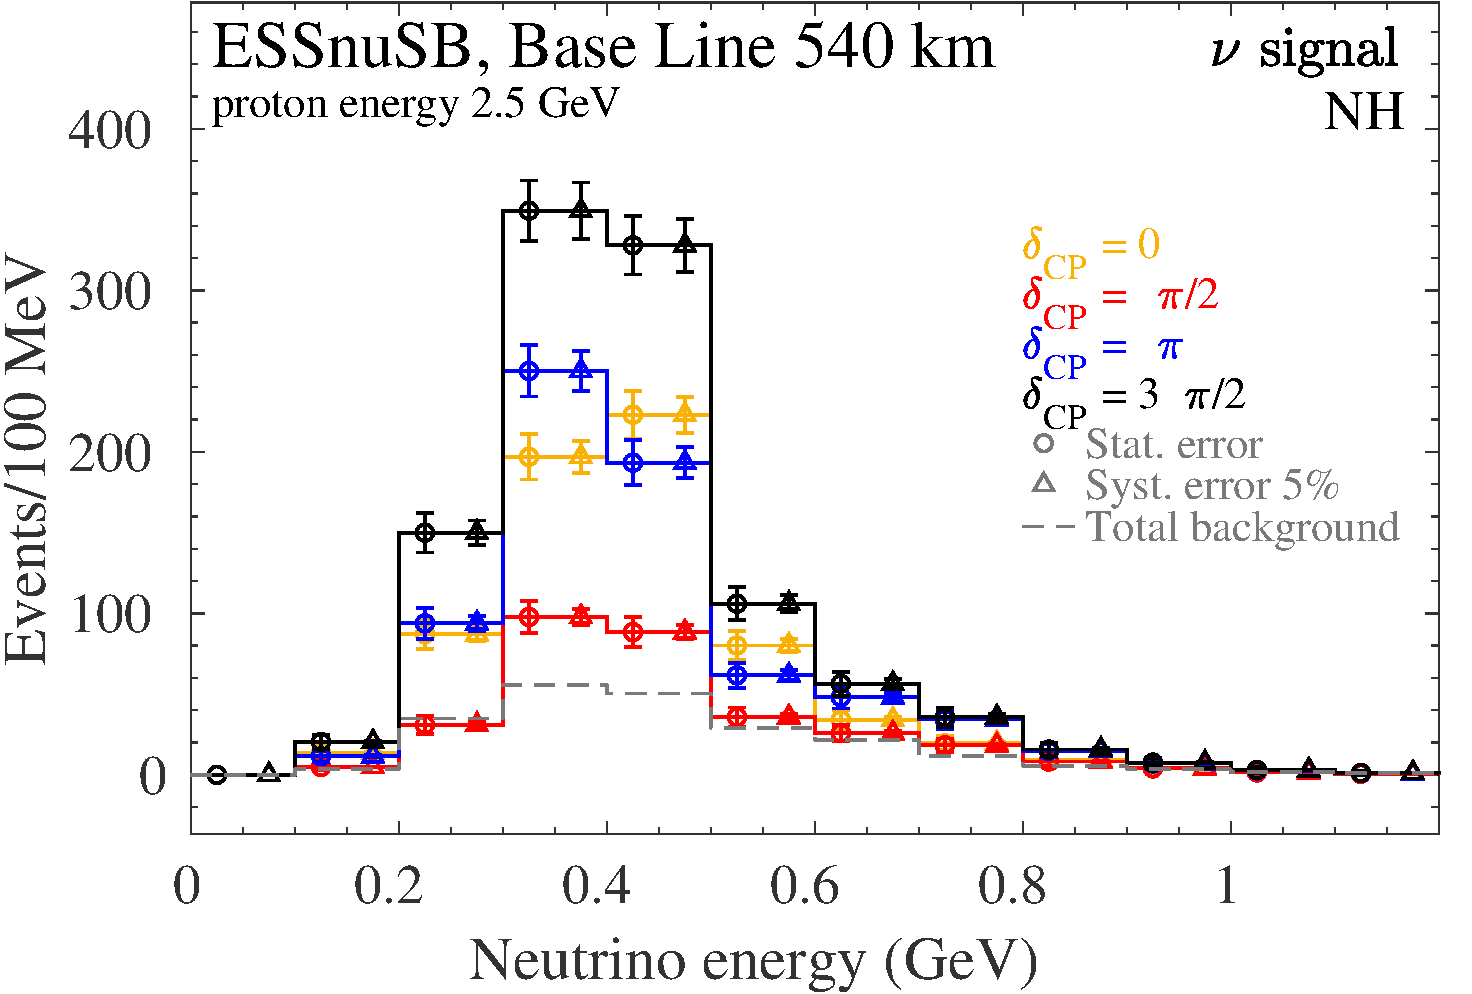 ESSnuSB, Base Line 540 km
ν signal
proton energy 2.5 GeV
NH
400
300
200
100
0
Events/100 MeV
δCP = 0
δCP = π/2
δCP = π
δCP = 3 π/2
Stat. error
Syst. error 5%
Total background
0 0.2 0.4 0.6 0.8 1
Neutrino energy (GeV)